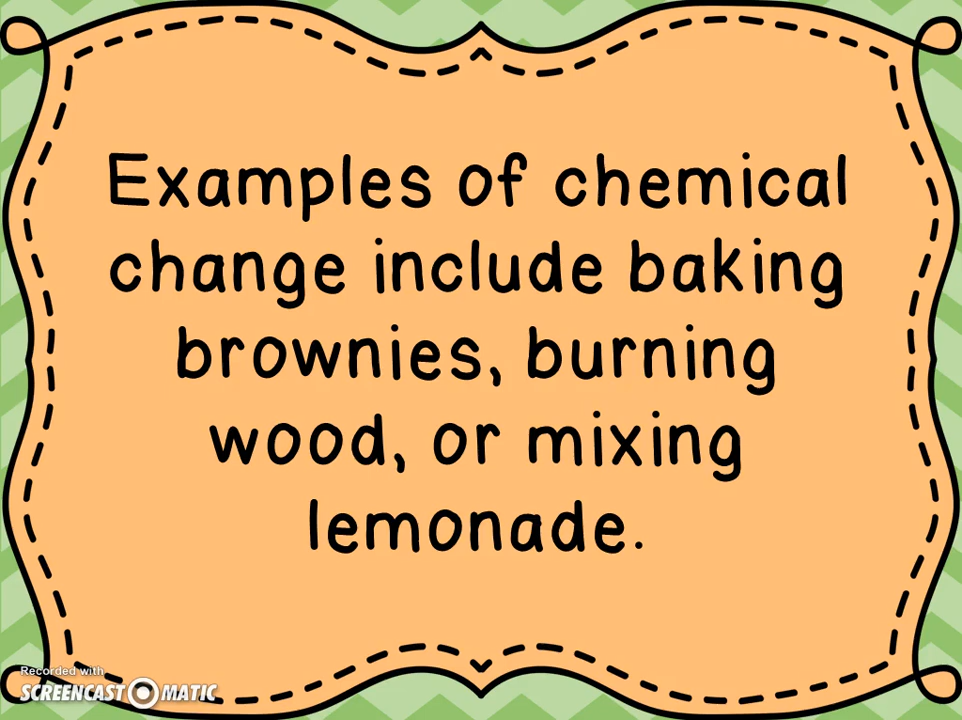 Examples of chemical
change include baking
brownies, burning
wood, or mixing
lemonade.
Recorded with
SCREENCAST MATIC